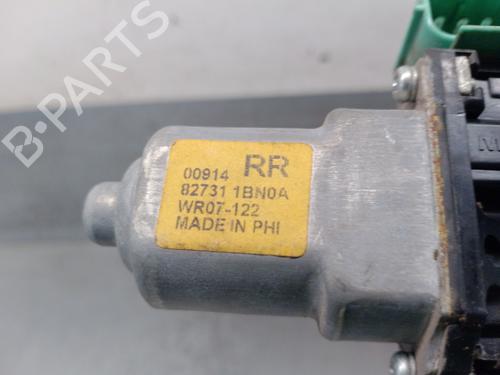 B-Parts
00914 RR
82731 1BN0A
WR07-122
MADE IN PHI